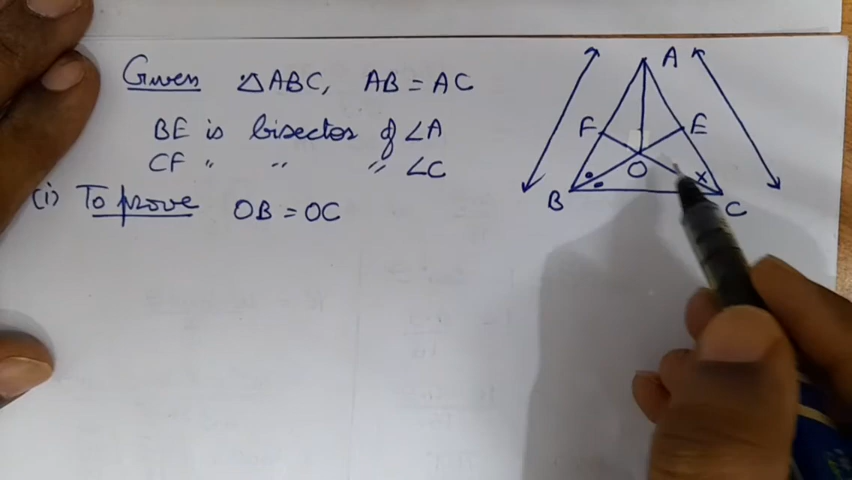 Given △ABC, AB = AC
BE is bisector of ∠A
CF " " " ∠C
(i) To prove OB = OC
A
F E
O
B C
x